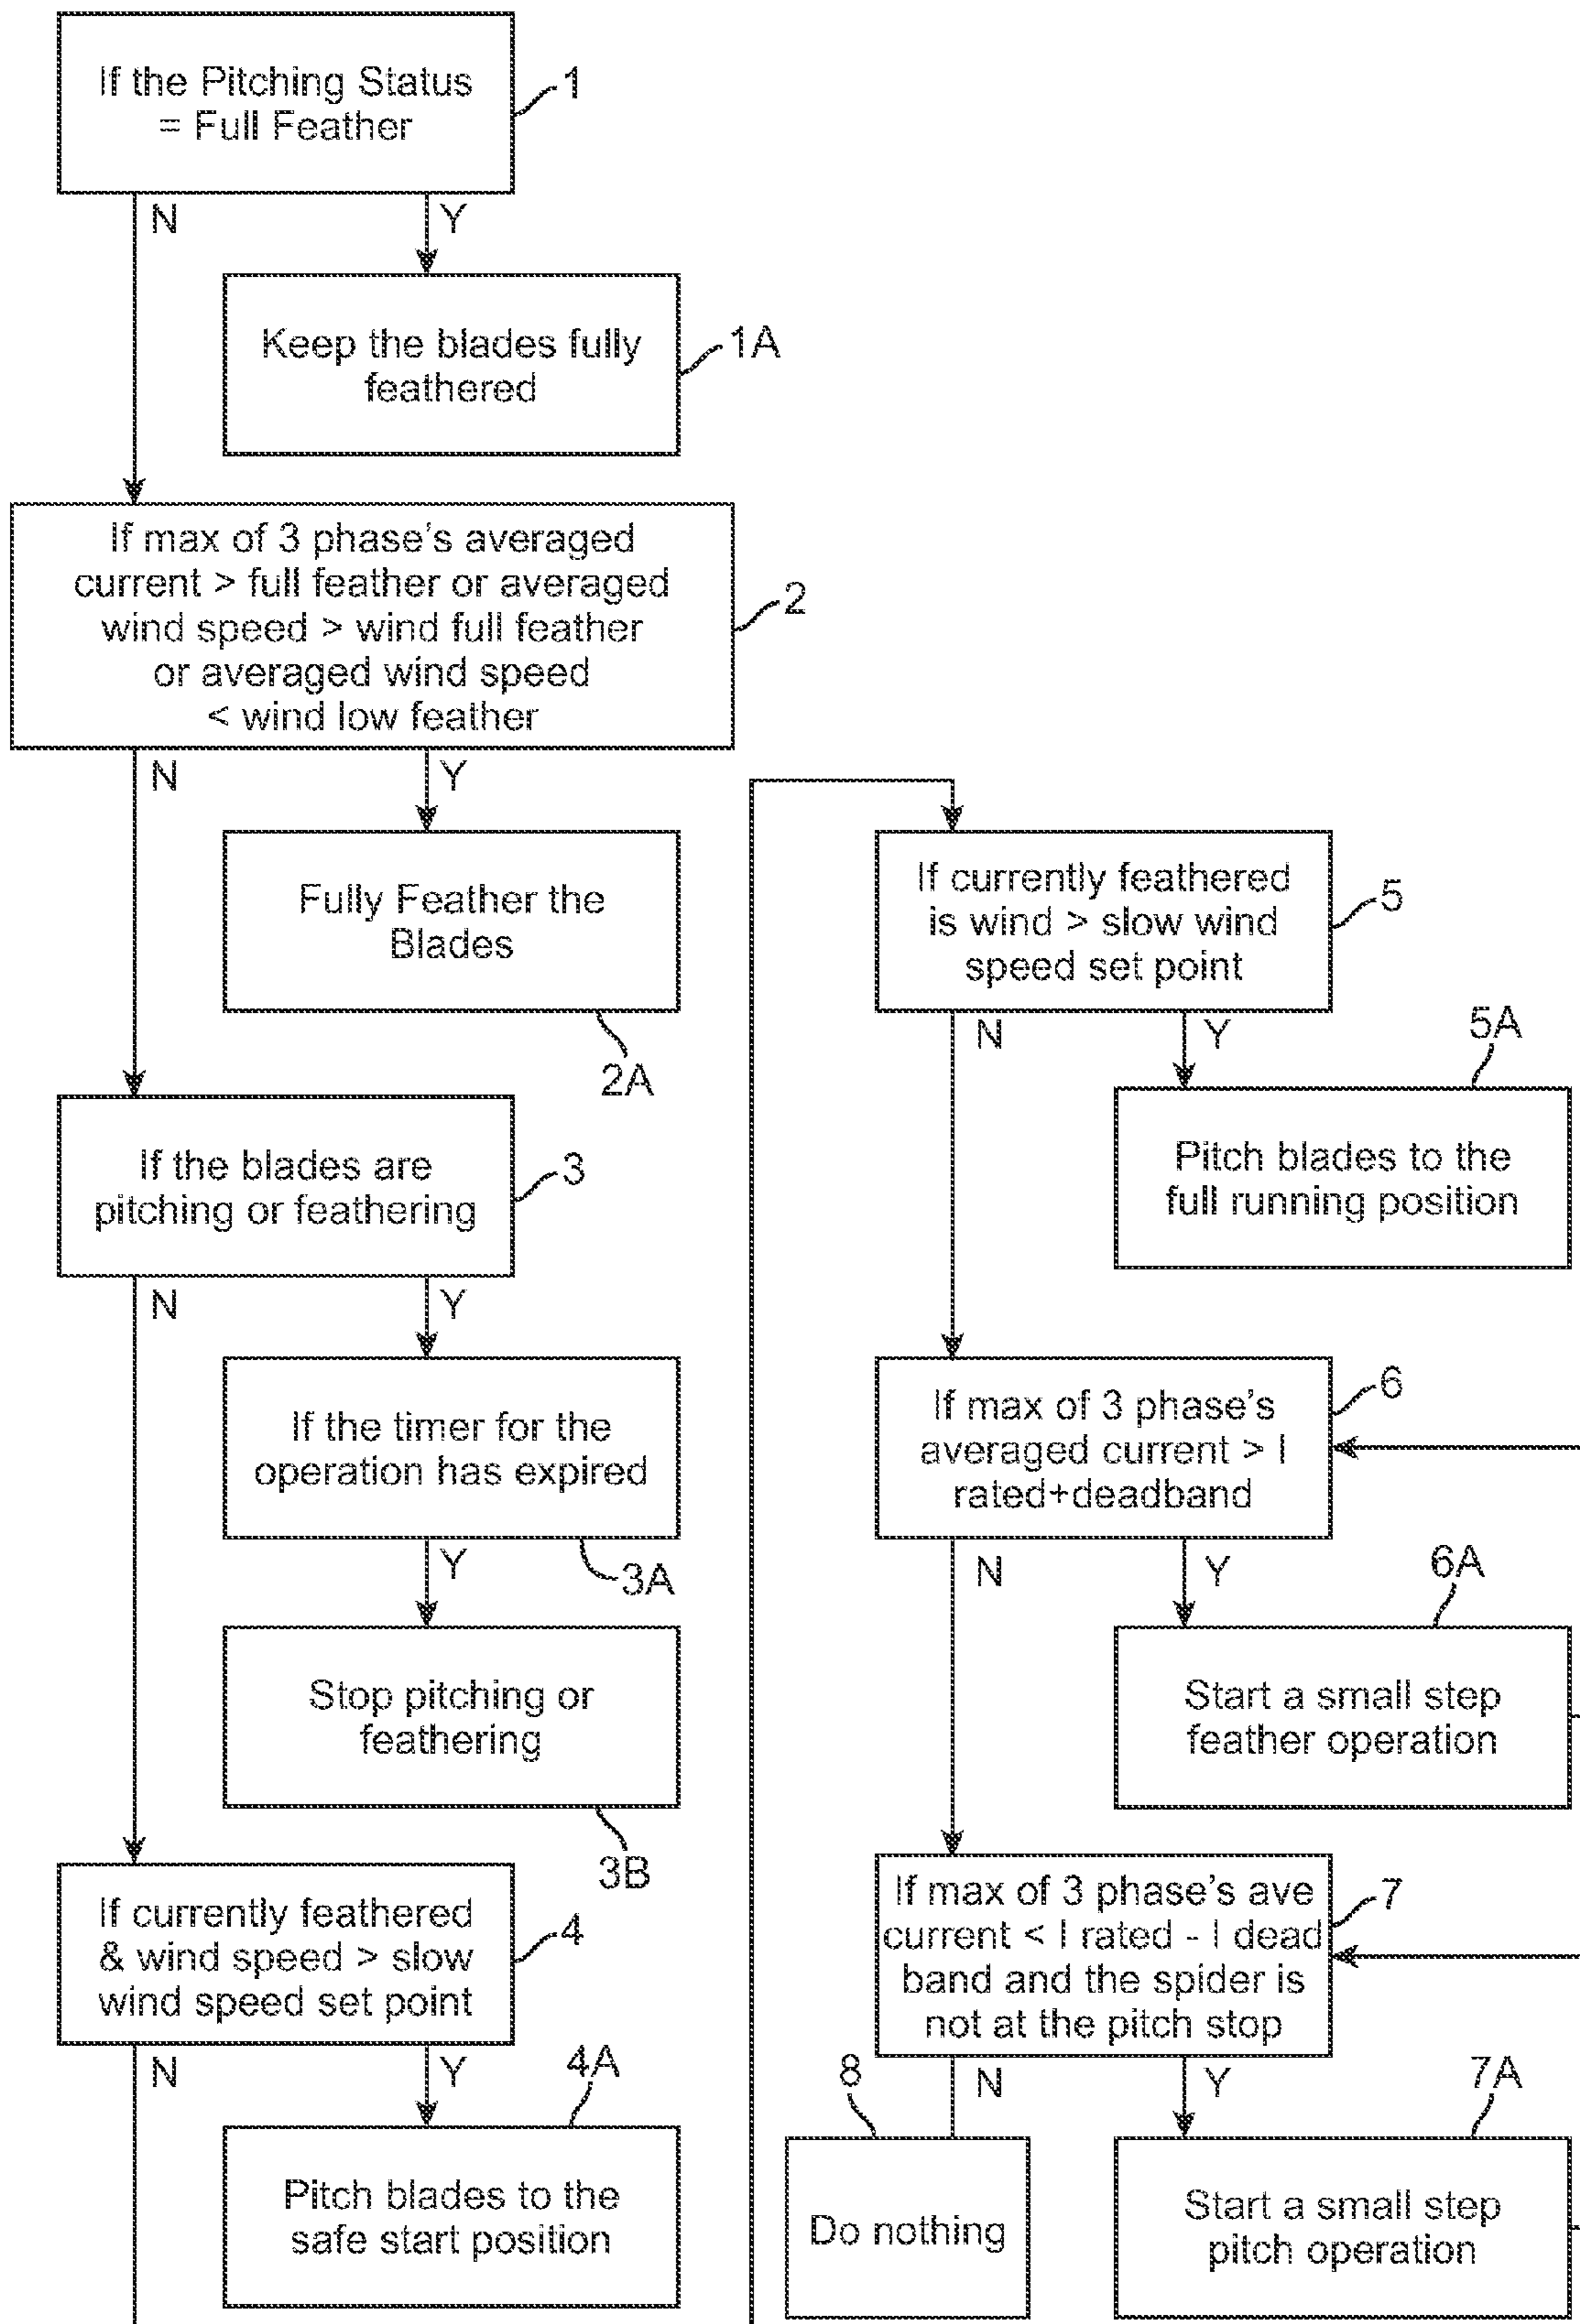 If the Pitching Status
= Full Feather
1
N
Y
Keep the blades fully
feathered
1A
If max of 3 phase's averaged
current > full feather or averaged
wind speed > wind full feather
or averaged wind speed
< wind low feather
2
N
Y
Fully Feather the
Blades
2A
If the blades are
pitching or feathering
3
N
Y
If the timer for the
operation has expired
3A
Y
Stop pitching or
feathering
3B
If currently feathered
& wind speed > slow
wind speed set point
4
N
Y
4A
Pitch blades to the
safe start position
If currently feathered
is wind > slow wind
speed set point
5
N
Y
5A
Pitch blades to the
full running position
If max of 3 phase's
averaged current > I
rated+deadband
6
N
Y
6A
Start a small step
feather operation
If max of 3 phase's ave
current < I rated - I dead
band and the spider is
not at the pitch stop
7
8
N
Y
7A
Do nothing
Start a small step
pitch operation